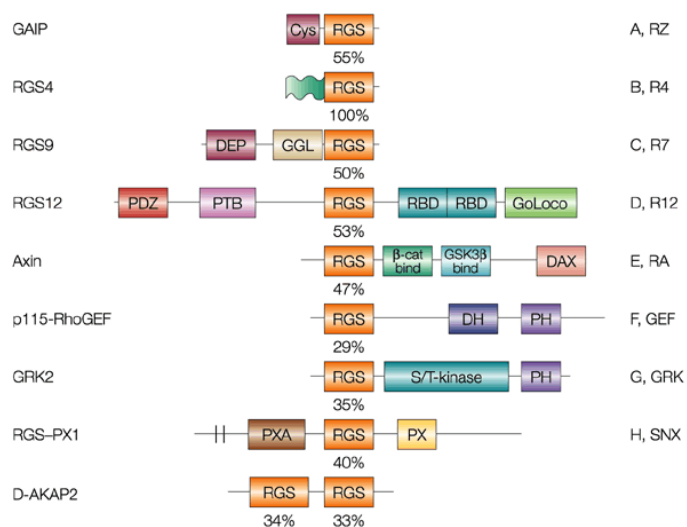 GAIP Cys RGS A, RZ
55%
RGS4 RGS B, R4
100%
RGS9 DEP GGL RGS C, R7
50%
RGS12 PDZ PTB RGS RBD RBD GoLoco D, R12
53%
Axin RGS β-cat bind GSK3β bind DAX E, RA
47%
p115-RhoGEF RGS DH PH F, GEF
29%
GRK2 RGS S/T-kinase PH G, GRK
35%
RGS–PX1 PXA RGS PX H, SNX
40%
D-AKAP2 RGS RGS
34% 33%